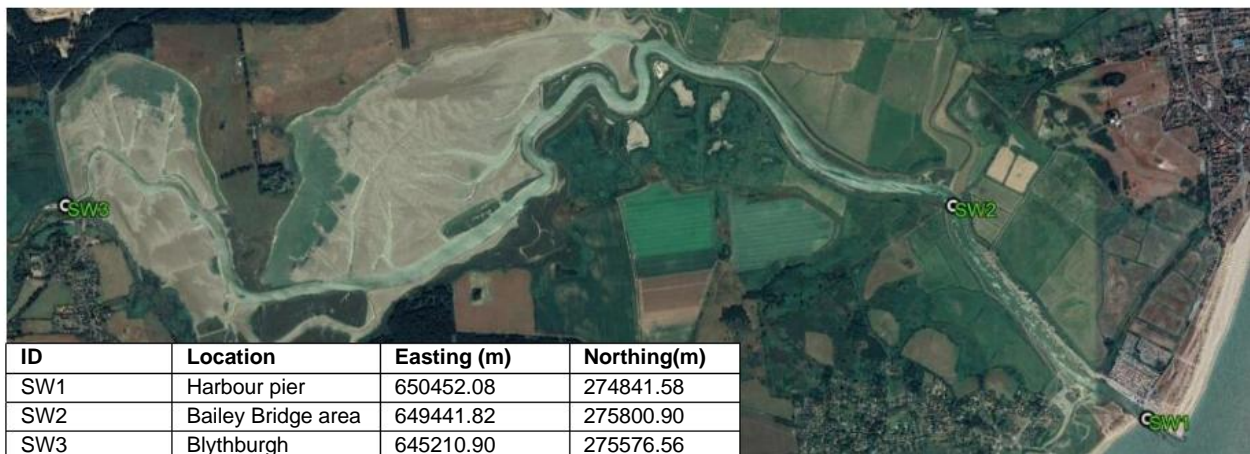 SW3
SW2
SW1
ID Location Easting (m) Northing(m)
SW1 Harbour pier 650452.08 274841.58
SW2 Bailey Bridge area 649441.82 275800.90
SW3 Blythburgh 645210.90 275576.56